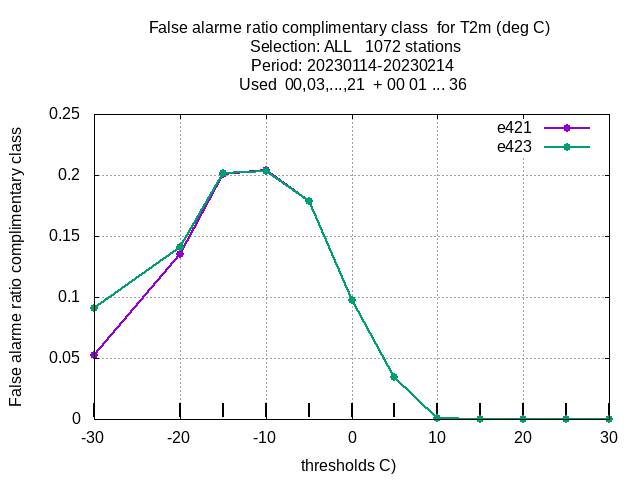 False alarme ratio complimentary class  for T2m (deg C)
Selection: ALL   1072 stations
Period: 20230114-20230214
Used  00,03,...,21  + 00 01 ... 36
e421
e423
False alarme ratio complimentary class
0.25
0.2
0.15
0.1
0.05
0
-30 -20 -10 0 10 20 30
thresholds C)